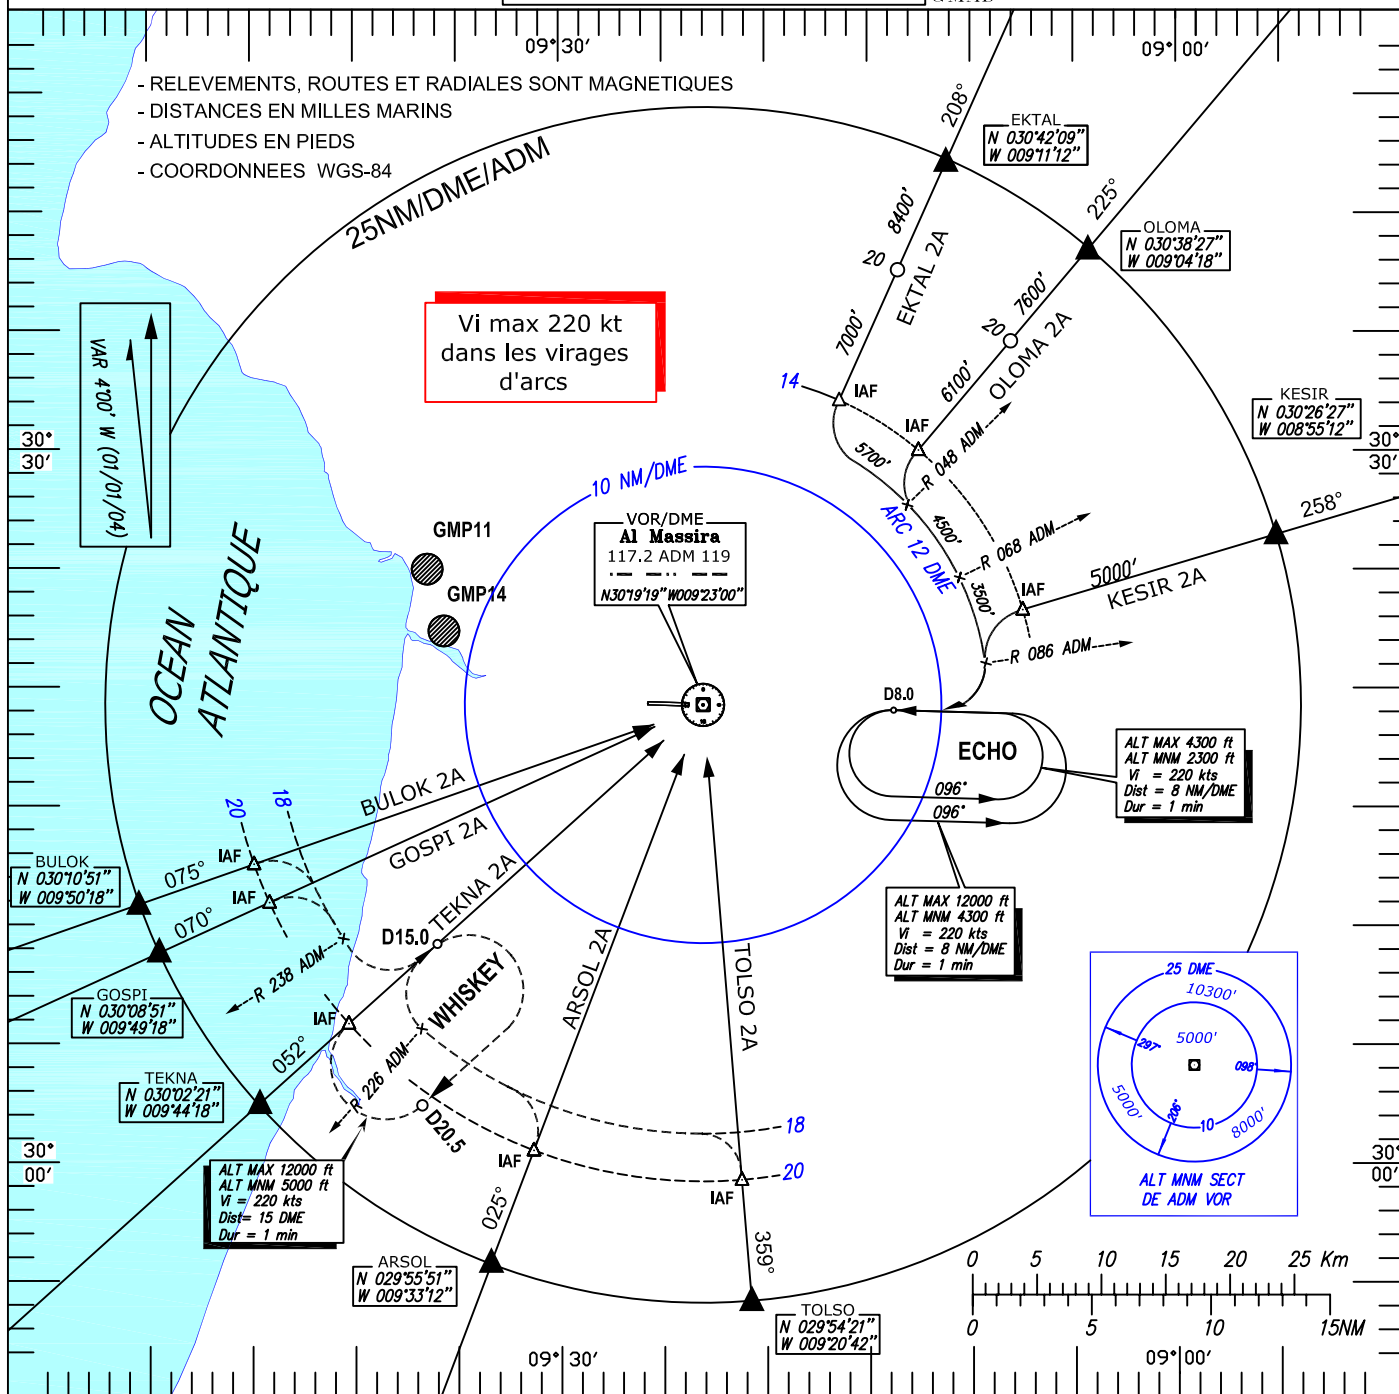 09°30′
09°00′
- RELEVEMENTS, ROUTES ET RADIALES SONT MAGNETIQUES
- DISTANCES EN MILLES MARINS
- ALTITUDES EN PIEDS
- COORDONNEES WGS-84
25NM/DME/ADM
208°
EKTAL
N 030°42′09″
W 009°11′12″
225°
OLOMA
N 030°38′27″
W 009°04′18″
8400′
20
EKTAL 2A
7000′
7600′
20
OLOMA 2A
6100′
Vi max 220 kt
dans les virages
d'arcs
VAR 4°00′ W (01/01/04)
14
IAF
IAF
KESIR
N 030°26′27″
W 008°55′12″
30°
30′
30°
30′
5700′
R 048 ADM
10 NM/DME
ARC 12 DME
4500′
R 068 ADM
3500′
258°
5000′
KESIR 2A
IAF
R 086 ADM
VOR/DME
Al Massira
117.2 ADM 119
N30°19′19″ W009°23′00″
GMP11
GMP14
OCEAN
ATLANTIQUE
D8.0
ECHO
096°
096°
ALT MAX 4300 ft
ALT MNM 2300 ft
Vi = 220 kts
Dist = 8 NM/DME
Dur = 1 min
ALT MAX 12000 ft
ALT MNM 4300 ft
Vi = 220 kts
Dist = 8 NM/DME
Dur = 1 min
BULOK 2A
GOSPI 2A
TEKNA 2A
ARSOL 2A
TOLSO 2A
20
18
IAF
IAF
BULOK
N 030°10′51″
W 009°50′18″
075°
070°
D15.0
R 238 ADM
WHISKEY
GOSPI
N 030°08′51″
W 009°49′18″
IAF
052°
R 226 ADM
D20.5
TEKNA
N 030°02′21″
W 009°44′18″
18
20
IAF
IAF
30°
00′
30°
00′
ALT MAX 12000 ft
ALT MNM 5000 ft
Vi = 220 kts
Dist= 15 DME
Dur = 1 min
025°
359°
ARSOL
N 029°55′51″
W 009°33′12″
TOLSO
N 029°54′21″
W 009°20′42″
25 DME
10300′
5000′
297°
098°
206°
5000′
10
8000′
ALT MNM SECT
DE ADM VOR
0 5 10 15 20 25 Km
0 5 10 15NM
09°30′
09°00′